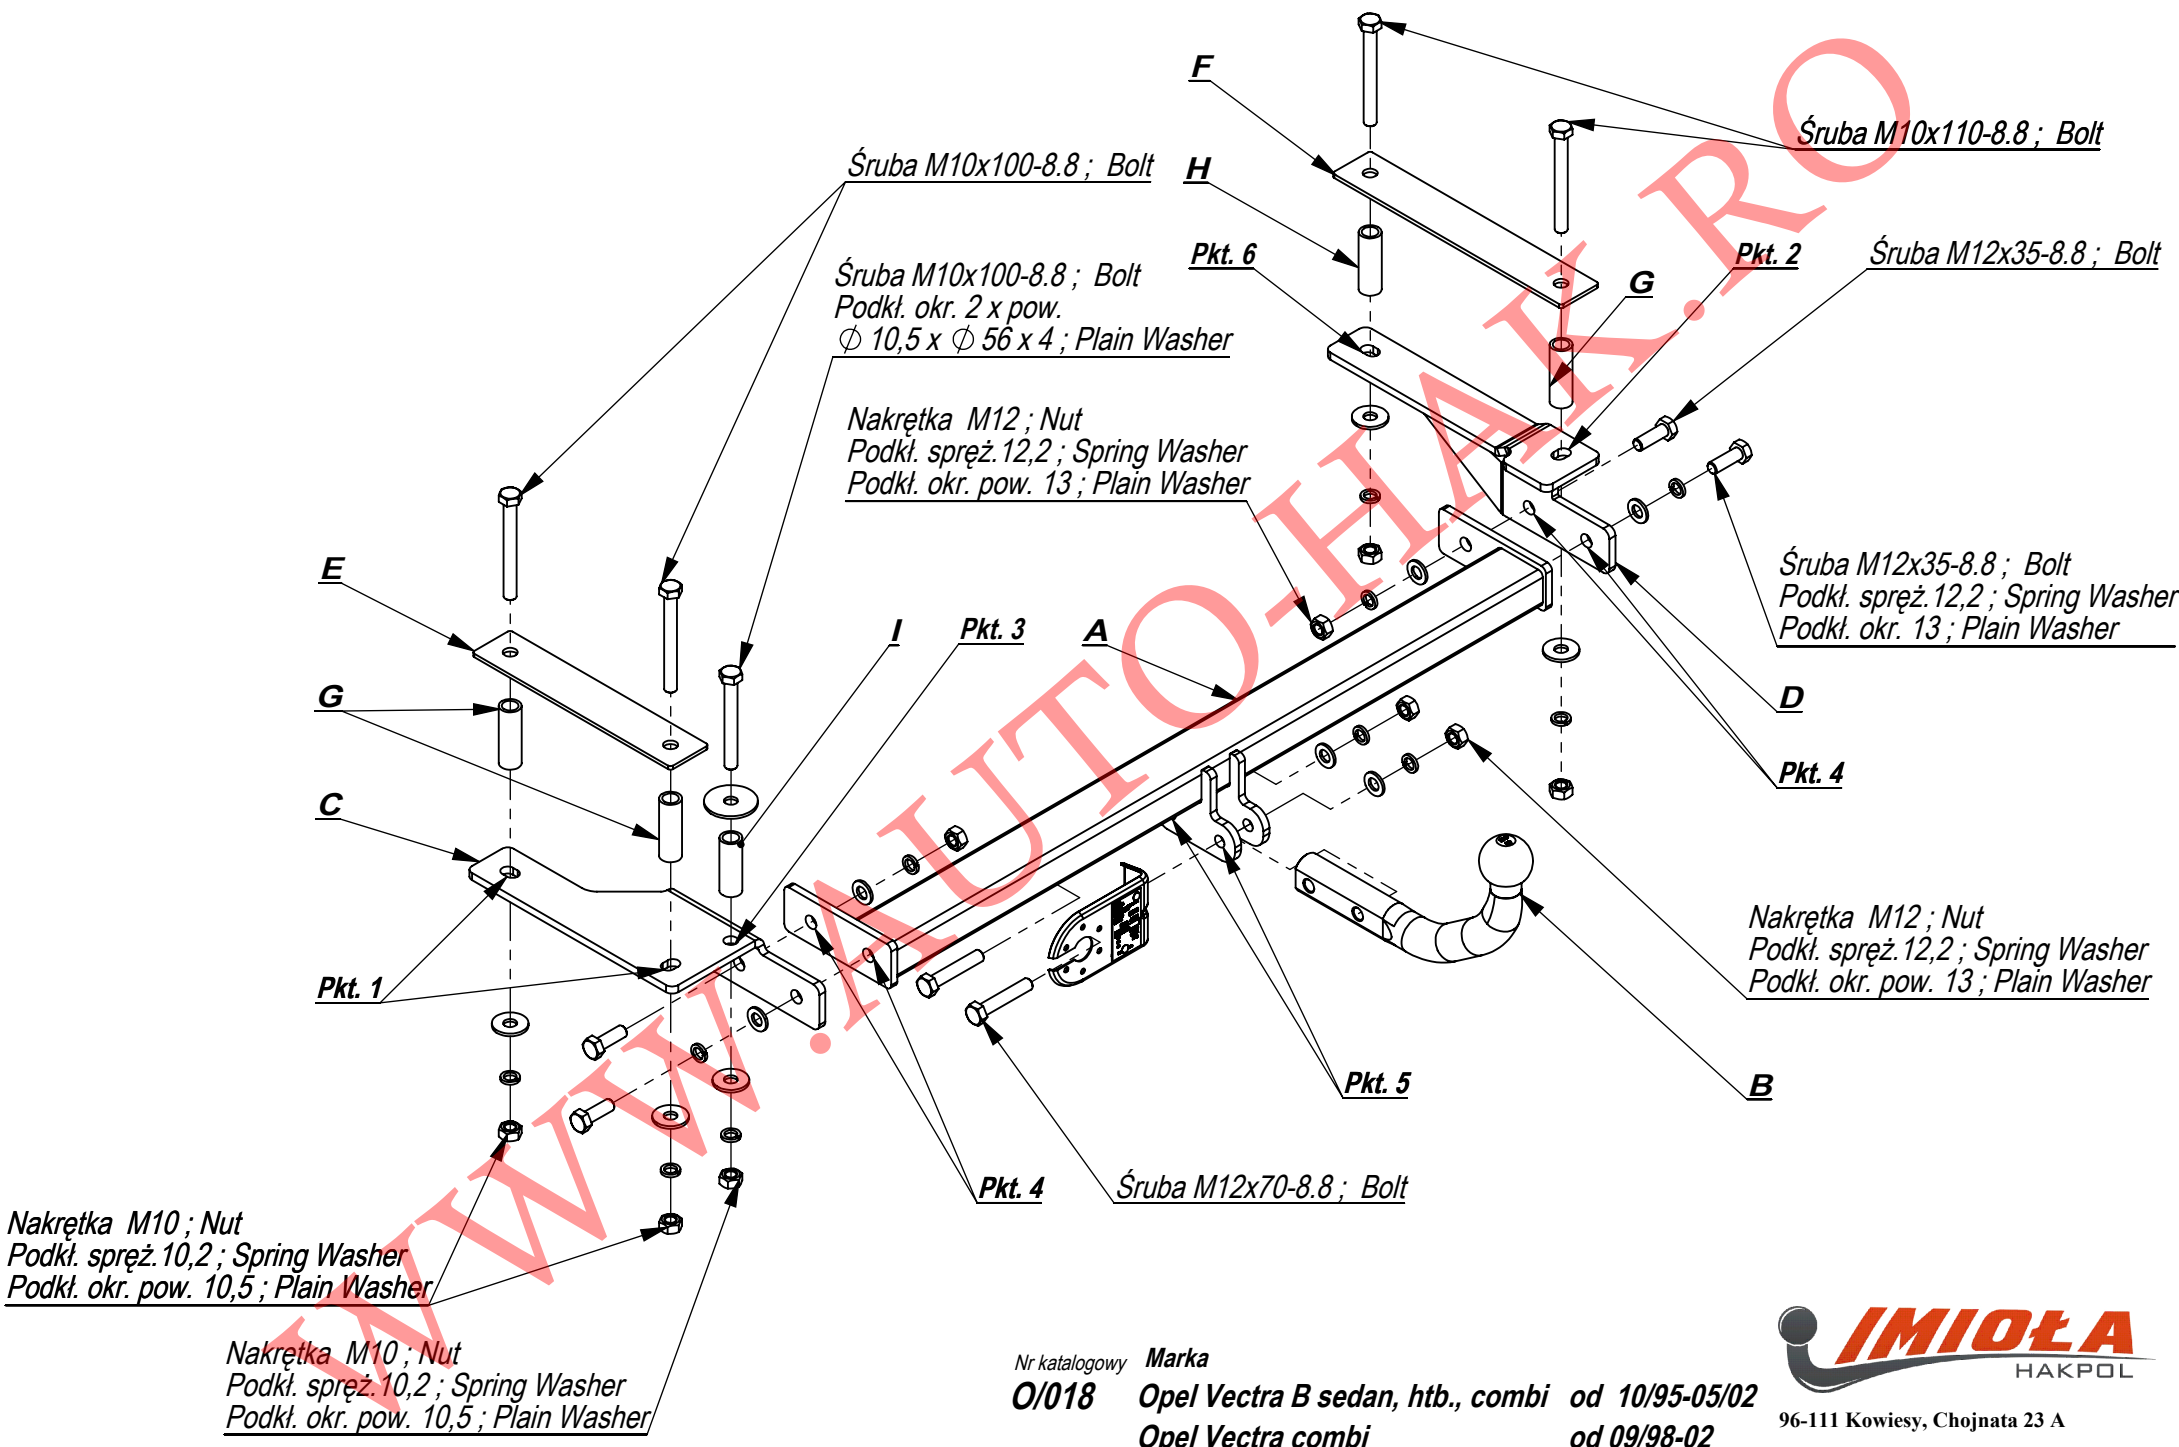 F
Śruba M10x110-8.8 ; Bolt
Śruba M10x100-8.8 ; Bolt
H
Pkt. 6
Pkt. 2
Śruba M12x35-8.8 ; Bolt
G
Śruba M10x100-8.8 ; Bolt
Podkł. okr. 2 x pow.
∅ 10,5 x ∅ 56 x 4 ; Plain Washer
Nakrętka M12 ; Nut
Podkł. spręż.12,2 ; Spring Washer
Podkł. okr. pow. 13 ; Plain Washer
E
Śruba M12x35-8.8 ; Bolt
Podkł. spręż.12,2 ; Spring Washer
Podkł. okr. 13 ; Plain Washer
I
Pkt. 3
A
G
D
Pkt. 4
C
Pkt. 1
Nakrętka M12 ; Nut
Podkł. spręż.12,2 ; Spring Washer
Podkł. okr. pow. 13 ; Plain Washer
Pkt. 5
B
Pkt. 4
Śruba M12x70-8.8 ; Bolt
Nakrętka M10 ; Nut
Podkł. spręż.10,2 ; Spring Washer
Podkł. okr. pow. 10,5 ; Plain Washer
Nakrętka M10 ; Nut
Podkł. spręż.10,2 ; Spring Washer
Podkł. okr. pow. 10,5 ; Plain Washer
WWW.AUTO-HAK.RO
Nr katalogowy Marka
O/018 Opel Vectra B sedan, htb., combi od 10/95-05/02
Opel Vectra combi od 09/98-02
IMIOŁA
HAKPOL
96-111 Kowiesy, Chojnata 23 A